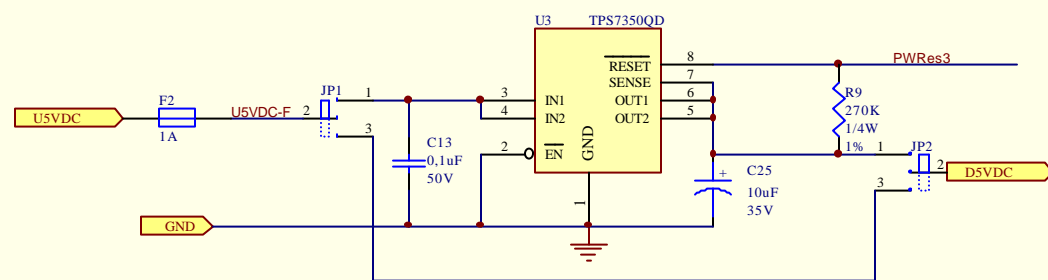 U3 TPS7350QD
RESET 8 PWRes3
SENSE 7
F2 JP1 1 3 IN1 OUT1 6 R9
U5VDC U5VDC-F 2 4 IN2 OUT2 5 270K
1A 1/4W
3 C13 2 EN GND 1% 1 JP2
0,1uF C25 2 D5VDC
50V 10uF 3
+
1 35V
GND